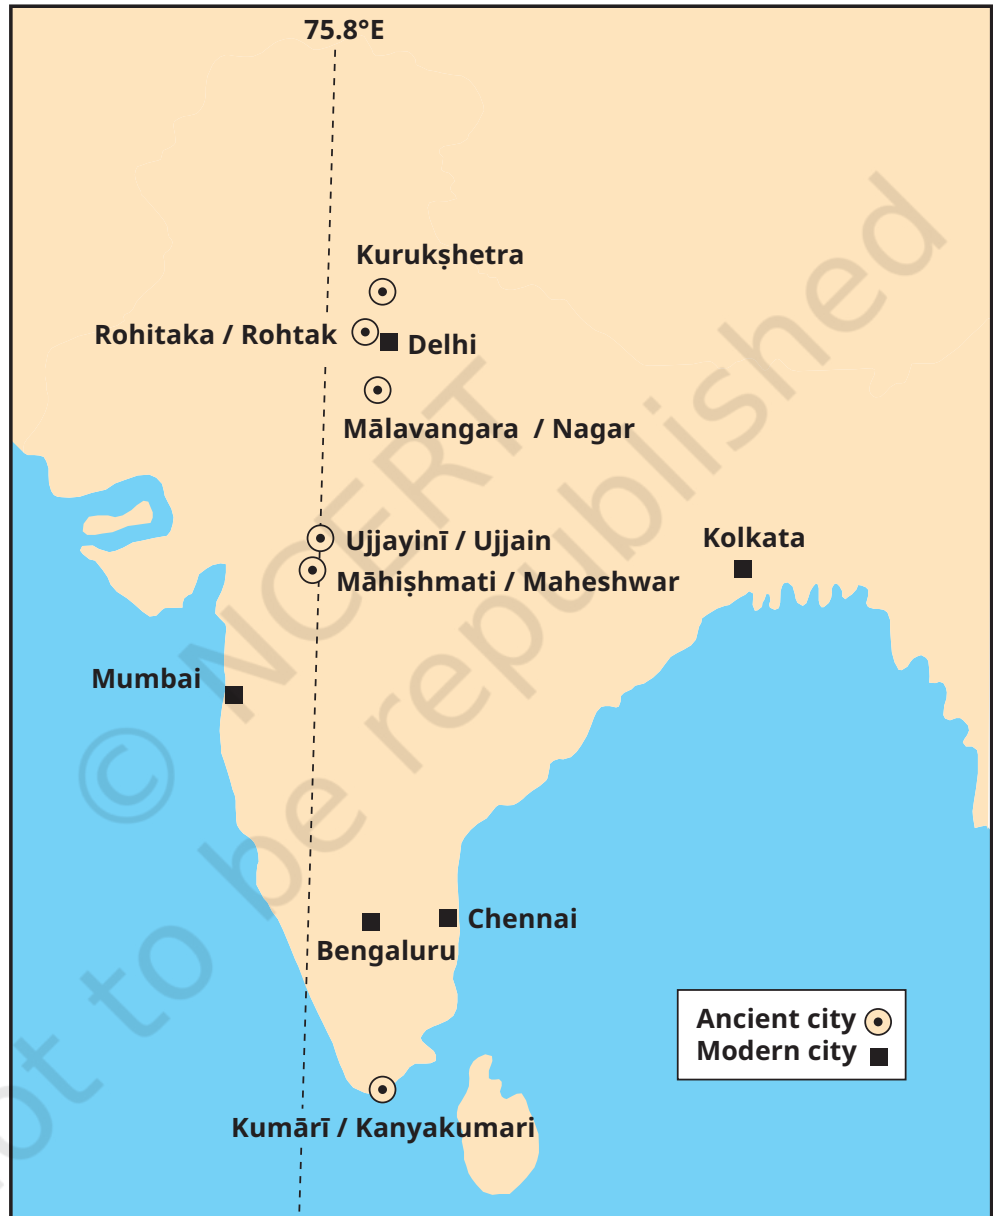 75.8°E
Kurukṣhetra
Rohitaka / Rohtak
Delhi
Mālavangara / Nagar
Ujjayinī / Ujjain
Kolkata
Māhiṣhmati / Maheshwar
Mumbai
Chennai
Bengaluru
Ancient city
Modern city
Kumārī / Kanyakumari
© NCERT
not to be republished